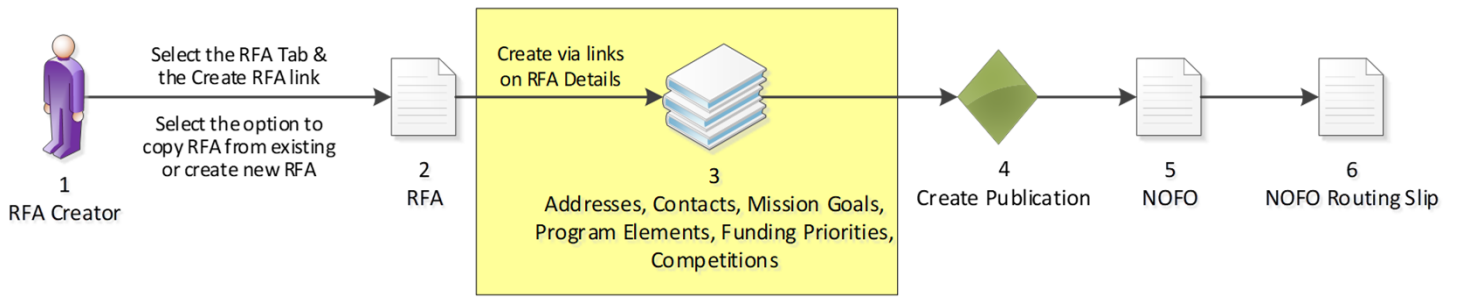 Select the RFA Tab &
the Create RFA link
Select the option to
copy RFA from existing
or create new RFA
1
RFA Creator
2
RFA
Create via links
on RFA Details
3
Addresses, Contacts, Mission Goals,
Program Elements, Funding Priorities,
Competitions
4
Create Publication
5
NOFO
6
NOFO Routing Slip